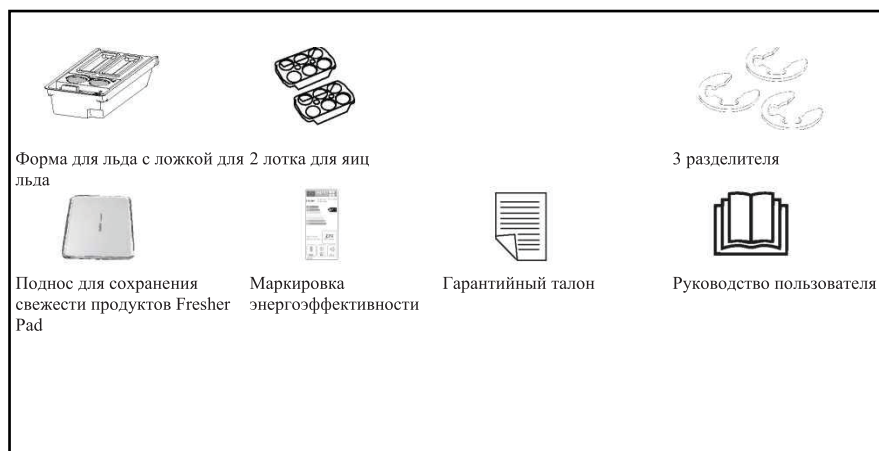 Форма для льда с ложкой для льда
2 лотка для яиц
3 разделителя
Поднос для сохранения
свежести продуктов Fresher
Pad
Маркировка
энергоэффективности
Гарантийный талон
Руководство пользователя